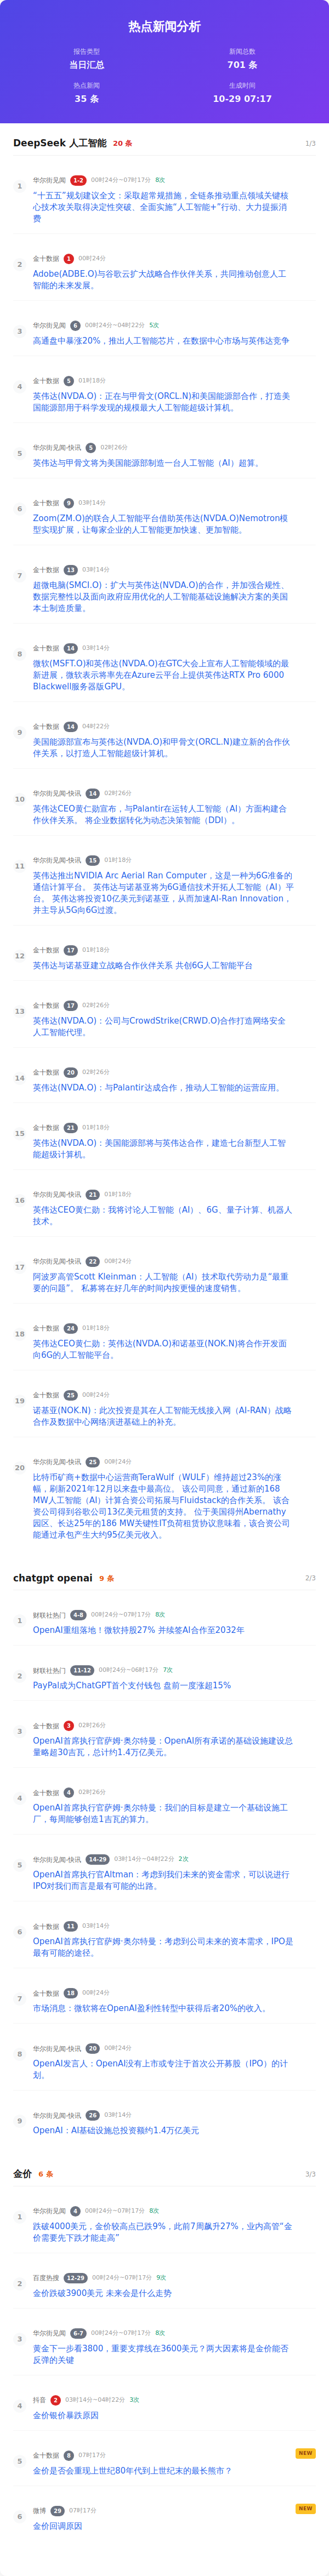 热点新闻分析
报告类型
新闻总数
当日汇总
701 条
热点新闻
生成时间
35 条
10-29 07:17
DeepSeek 人工智能 20 条 1/3
1
华尔街见闻 1-2 00时24分~07时17分 8次
“十五五”规划建议全文：采取超常规措施，全链条推动重点领域关键核
心技术攻关取得决定性突破、全面实施“人工智能+”行动、大力提振消
费
2
金十数据 1 00时24分
Adobe(ADBE.O)与谷歌云扩大战略合作伙伴关系，共同推动创意人工
智能的未来发展。
3
华尔街见闻 6 00时24分~04时22分 5次
高通盘中暴涨20%，推出人工智能芯片，在数据中心市场与英伟达竞争
4
金十数据 5 01时18分
英伟达(NVDA.O)：正在与甲骨文(ORCL.N)和美国能源部合作，打造美
国能源部用于科学发现的规模最大人工智能超级计算机。
5
华尔街见闻-快讯 5 02时26分
英伟达与甲骨文将为美国能源部制造一台人工智能（AI）超算。
6
金十数据 9 03时14分
Zoom(ZM.O)的联合人工智能平台借助英伟达(NVDA.O)Nemotron模
型实现扩展，让每家企业的人工智能更加快速、更加智能。
7
金十数据 13 03时14分
超微电脑(SMCI.O)：扩大与英伟达(NVDA.O)的合作，并加强合规性、
数据完整性以及面向政府应用优化的人工智能基础设施解决方案的美国
本土制造质量。
8
金十数据 14 03时14分
微软(MSFT.O)和英伟达(NVDA.O)在GTC大会上宣布人工智能领域的最
新进展，微软表示将率先在Azure云平台上提供英伟达RTX Pro 6000
Blackwell服务器版GPU。
9
金十数据 14 04时22分
美国能源部宣布与英伟达(NVDA.O)和甲骨文(ORCL.N)建立新的合作伙
伴关系，以打造人工智能超级计算机。
10
华尔街见闻-快讯 14 02时26分
英伟达CEO黄仁勋宣布，与Palantir在运转人工智能（AI）方面构建合
作伙伴关系。 将企业数据转化为动态决策智能（DDI）。
11
华尔街见闻-快讯 15 01时18分
英伟达推出NVIDIA Arc Aerial Ran Computer，这是一种为6G准备的
通信计算平台。 英伟达与诺基亚将为6G通信技术开拓人工智能（AI）平
台。 英伟达将投资10亿美元到诺基亚，从而加速AI-Ran Innovation，
并主导从5G向6G过渡。
12
金十数据 17 01时18分
英伟达与诺基亚建立战略合作伙伴关系 共创6G人工智能平台
13
金十数据 17 02时26分
英伟达(NVDA.O)：公司与CrowdStrike(CRWD.O)合作打造网络安全
人工智能代理。
14
金十数据 20 02时26分
英伟达(NVDA.O)：与Palantir达成合作，推动人工智能的运营应用。
15
金十数据 21 01时18分
英伟达(NVDA.O)：美国能源部将与英伟达合作，建造七台新型人工智
能超级计算机。
16
华尔街见闻-快讯 21 01时18分
英伟达CEO黄仁勋：我将讨论人工智能（AI）、6G、量子计算、机器人
技术。
17
华尔街见闻-快讯 22 00时24分
阿波罗高管Scott Kleinman：人工智能（AI）技术取代劳动力是“最重
要的问题”。 私募将在好几年的时间内按更慢的速度销售。
18
金十数据 24 01时18分
英伟达CEO黄仁勋：英伟达(NVDA.O)和诺基亚(NOK.N)将合作开发面
向6G的人工智能平台。
19
金十数据 25 00时24分
诺基亚(NOK.N)：此次投资是其在人工智能无线接入网（AI-RAN）战略
合作及数据中心网络演进基础上的补充。
20
华尔街见闻-快讯 25 00时24分
比特币矿商+数据中心运营商TeraWulf（WULF）维持超过23%的涨
幅，刷新2021年12月以来盘中最高位。 该公司同意，通过新的168
MW人工智能（AI）计算合资公司拓展与Fluidstack的合作关系。 该合
资公司得到谷歌公司13亿美元租赁的支持。 位于美国得州Abernathy
园区、长达25年的186 MW关键性IT负荷租赁协议意味着，该合资公司
能通过承包产生大约95亿美元收入。
chatgpt openai 9 条 2/3
1
财联社热门 4-8 00时24分~07时17分 8次
OpenAI重组落地！微软持股27% 并续签AI合作至2032年
2
财联社热门 11-12 00时24分~06时17分 7次
PayPal成为ChatGPT首个支付钱包 盘前一度涨超15%
3
金十数据 3 02时26分
OpenAI首席执行官萨姆·奥尔特曼：OpenAI所有承诺的基础设施建设总
量略超30吉瓦，总计约1.4万亿美元。
4
金十数据 4 02时26分
OpenAI首席执行官萨姆·奥尔特曼：我们的目标是建立一个基础设施工
厂，每周能够创造1吉瓦的算力。
5
华尔街见闻-快讯 14-29 03时14分~04时22分 2次
OpenAI首席执行官Altman：考虑到我们未来的资金需求，可以说进行
IPO对我们而言是最有可能的出路。
6
金十数据 11 03时14分
OpenAI首席执行官萨姆·奥尔特曼：考虑到公司未来的资本需求，IPO是
最有可能的途径。
7
金十数据 18 00时24分
市场消息：微软将在OpenAI盈利性转型中获得后者20%的收入。
8
华尔街见闻-快讯 20 00时24分
OpenAI发言人：OpenAI没有上市或专注于首次公开募股（IPO）的计
划。
9
华尔街见闻-快讯 26 03时14分
OpenAI：AI基础设施总投资额约1.4万亿美元
金价 6 条 3/3
1
华尔街见闻 4 00时24分~07时17分 8次
跌破4000美元，金价较高点已跌9%，此前7周飙升27%，业内高管“金
价需要先下跌才能走高”
2
百度热搜 12-29 00时24分~07时17分 9次
金价跌破3900美元 未来会是什么走势
3
华尔街见闻 6-7 00时24分~07时17分 8次
黄金下一步看3800，重要支撑线在3600美元？两大因素将是金价能否
反弹的关键
4
抖音 2 03时14分~04时22分 3次
金价银价暴跌原因
5
金十数据 8 07时17分 NEW
金价是否会重现上世纪80年代到上世纪末的最长熊市？
6
微博 29 07时17分 NEW
金价回调原因